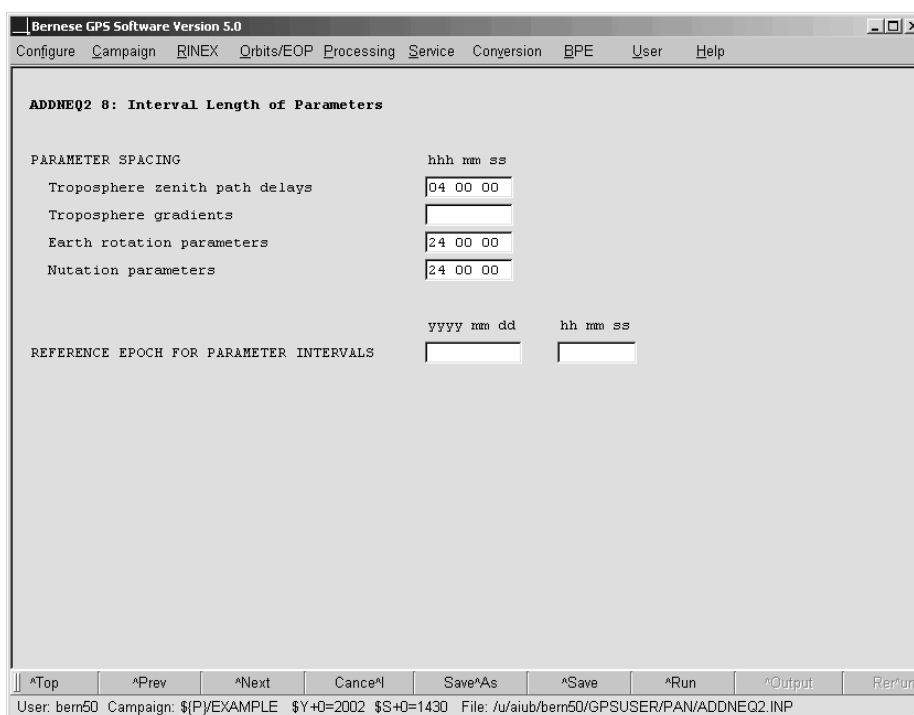 Bernese GPS Software Version 5.0
Configure Campaign RINEX Orbits/EOP Processing Service Conversion BPE User Help
ADDNEQ2 8: Interval Length of Parameters
PARAMETER SPACING hhh mm ss
Troposphere zenith path delays 04 00 00
Troposphere gradients
Earth rotation parameters 24 00 00
Nutation parameters 24 00 00
yyyy mm dd hh mm ss
REFERENCE EPOCH FOR PARAMETER INTERVALS
^Top ^Prev ^Next Cance^l Save^As ^Save ^Run ^Output Rer^un
User: bern50 Campaign: ${P}/EXAMPLE $Y+0=2002 $S+0=1430 File: /u/aiub/bern50/GPSUSER/PAN/ADDNEQ2.INP